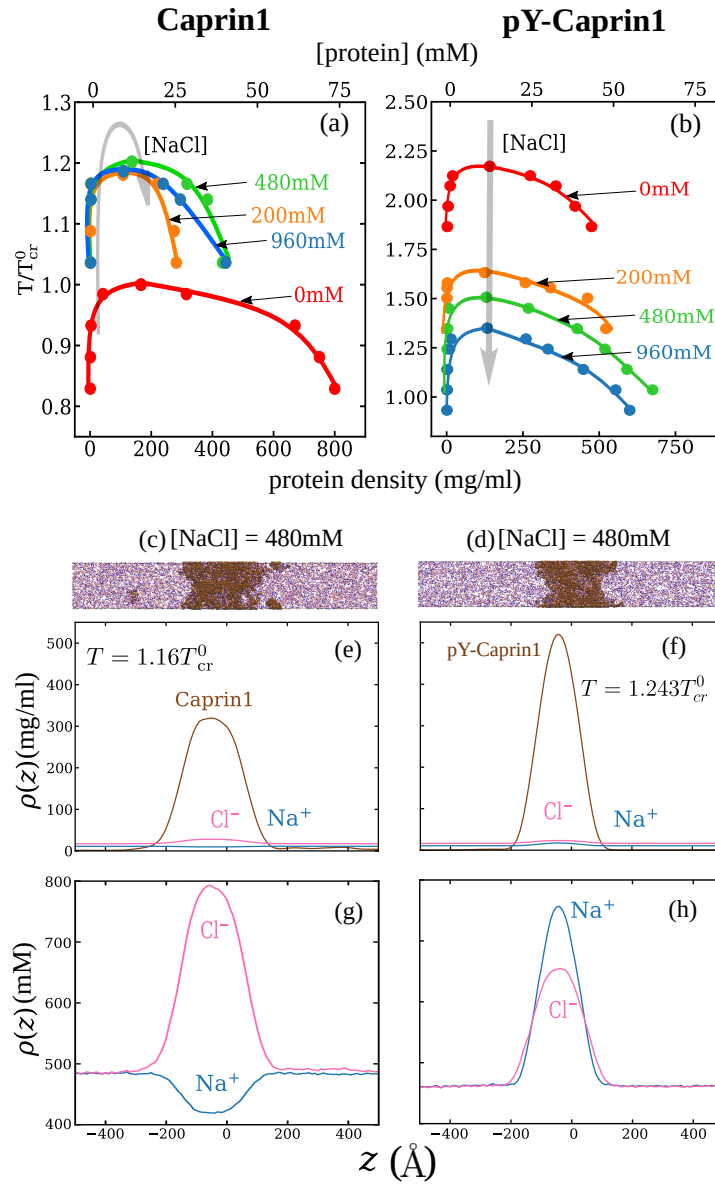 Caprin1 pY-Caprin1
[protein] (mM)
0 25 50 75 0 25 50 75
1.3 1.2 1.1 1.0 0.9 0.8
T/T⁰cr
(a)
[NaCl]
480mM
200mM
960mM
0mM
0 200 400 600 800
2.50 2.25 2.00 1.75 1.50 1.25 1.00
(b)
[NaCl]
0mM
200mM
480mM
960mM
0 250 500 750
protein density (mg/ml)
(c) [NaCl] = 480mM (d) [NaCl] = 480mM
500 400 300 200 100 0
ρ(z)(mg/ml)
(e)
T = 1.16T⁰cr
Caprin1
Cl⁻
Na⁺
(f)
pY-Caprin1
T = 1.243T⁰cr
Cl⁻
Na⁺
800 700 600 500 400
ρ(z)(mM)
(g)
Cl⁻
Na⁺
−400 −200 0 200 400
(h)
Na⁺
Cl⁻
−400 −200 0 200 400
z (Å)